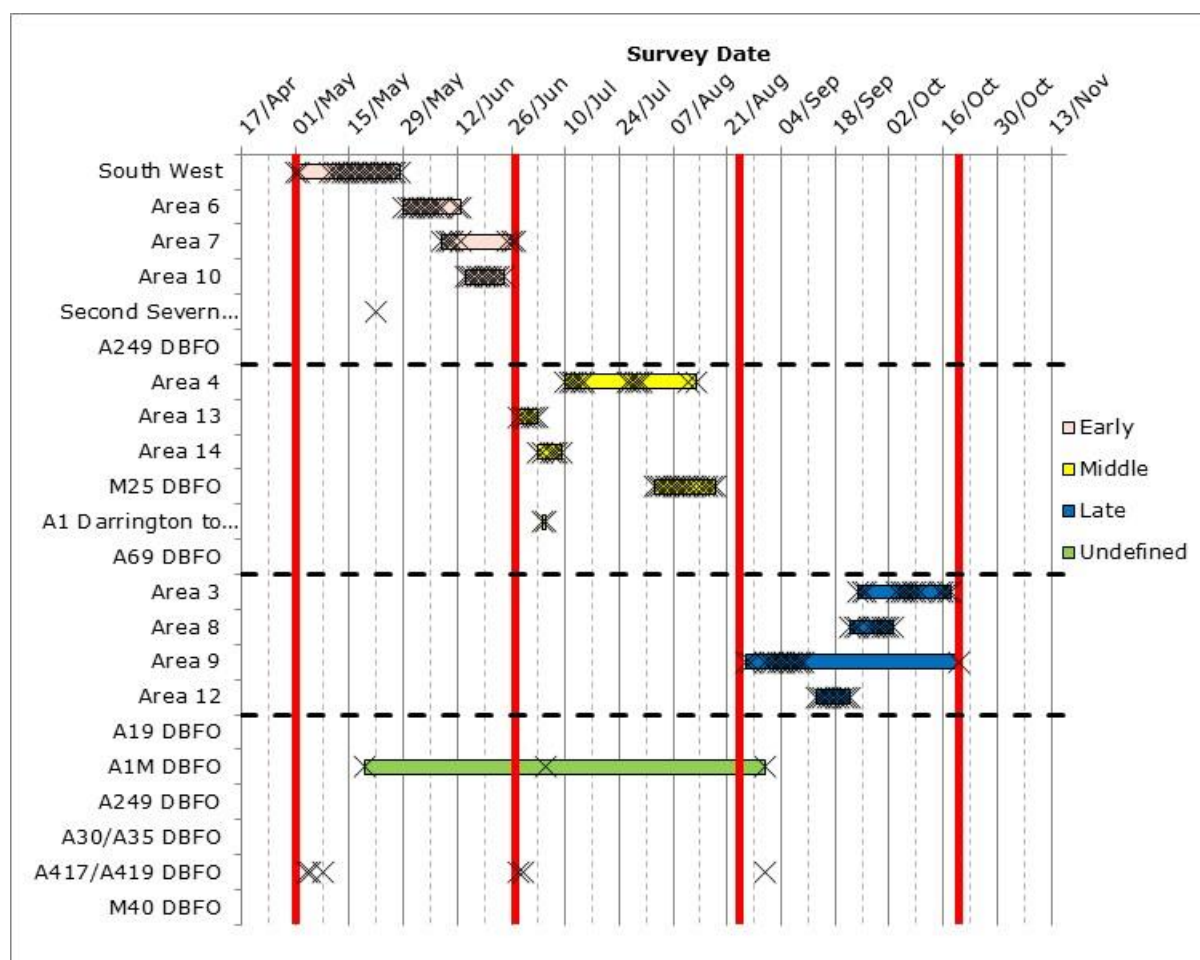 Survey Date
17/Apr
01/May
15/May
29/May
12/Jun
26/Jun
10/Jul
24/Jul
07/Aug
21/Aug
04/Sep
18/Sep
02/Oct
16/Oct
30/Oct
13/Nov
South West
Area 6
Area 7
Area 10
Second Severn...
A249 DBFO
Area 4
Area 13
Area 14
M25 DBFO
A1 Darrington to...
A69 DBFO
Area 3
Area 8
Area 9
Area 12
A19 DBFO
A1M DBFO
A249 DBFO
A30/A35 DBFO
A417/A419 DBFO
M40 DBFO
Early
Middle
Late
Undefined